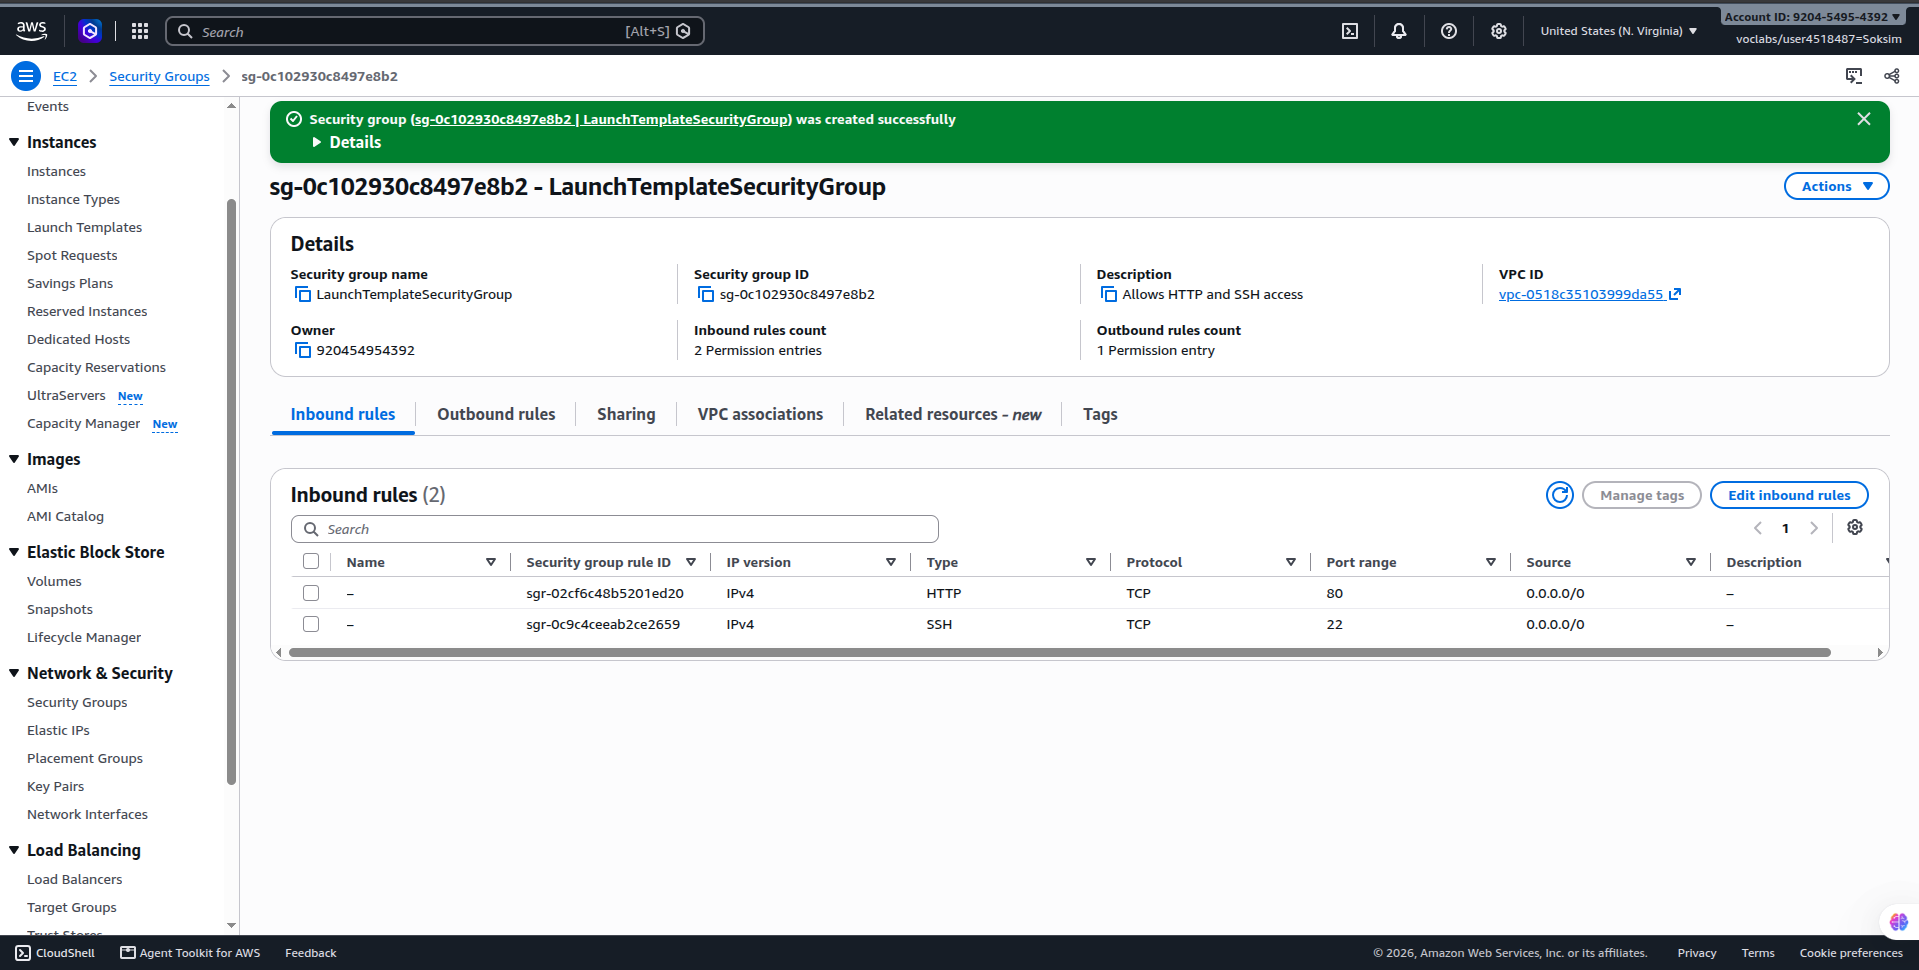 aws
Search [Alt+S]
United States (N. Virginia)
Account ID: 9204-5495-4392
voclabs/user4518487=Soksim
EC2 Security Groups sg-0c102930c8497e8b2
Events
Instances
Instances
Instance Types
Launch Templates
Spot Requests
Savings Plans
Reserved Instances
Dedicated Hosts
Capacity Reservations
UltraServers New
Capacity Manager New
Images
AMIs
AMI Catalog
Elastic Block Store
Volumes
Snapshots
Lifecycle Manager
Network & Security
Security Groups
Elastic IPs
Placement Groups
Key Pairs
Network Interfaces
Load Balancing
Load Balancers
Target Groups
Trust Stores
Security group (sg-0c102930c8497e8b2 | LaunchTemplateSecurityGroup) was created successfully
Details
sg-0c102930c8497e8b2 - LaunchTemplateSecurityGroup
Actions
Details
Security group name
LaunchTemplateSecurityGroup
Security group ID
sg-0c102930c8497e8b2
Description
Allows HTTP and SSH access
VPC ID
vpc-0518c35103999da55
Owner
920454954392
Inbound rules count
2 Permission entries
Outbound rules count
1 Permission entry
Inbound rules Outbound rules Sharing VPC associations Related resources - new Tags
Inbound rules (2)
Manage tags Edit inbound rules
Search
1
Name Security group rule ID IP version Type Protocol Port range Source Description
– sgr-02cf6c48b5201ed20 IPv4 HTTP TCP 80 0.0.0.0/0 –
– sgr-0c9c4ceeab2ce2659 IPv4 SSH TCP 22 0.0.0.0/0 –
CloudShell Agent Toolkit for AWS Feedback
© 2026, Amazon Web Services, Inc. or its affiliates. Privacy Terms Cookie preferences